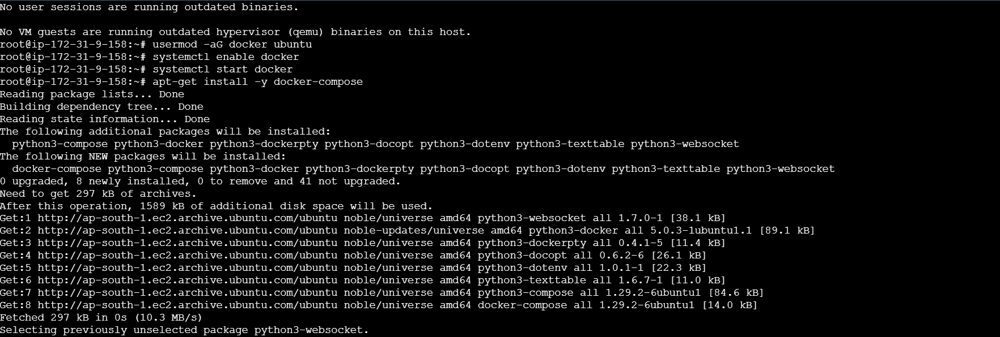 No user sessions are running outdated binaries.
No VM guests are running outdated hypervisor (qemu) binaries on this host.
root@ip-172-31-9-158:~# usermod -aG docker ubuntu
root@ip-172-31-9-158:~# systemctl enable docker
root@ip-172-31-9-158:~# systemctl start docker
root@ip-172-31-9-158:~# apt-get install -y docker-compose
Reading package lists... Done
Building dependency tree... Done
Reading state information... Done
The following additional packages will be installed:
  python3-compose python3-docker python3-dockerpty python3-docopt python3-dotenv python3-texttable python3-websocket
The following NEW packages will be installed:
  docker-compose python3-compose python3-docker python3-dockerpty python3-docopt python3-dotenv python3-texttable python3-websocket
0 upgraded, 8 newly installed, 0 to remove and 41 not upgraded.
Need to get 297 kB of archives.
After this operation, 1589 kB of additional disk space will be used.
Get:1 http://ap-south-1.ec2.archive.ubuntu.com/ubuntu noble/universe amd64 python3-websocket all 1.7.0-1 [38.1 kB]
Get:2 http://ap-south-1.ec2.archive.ubuntu.com/ubuntu noble-updates/universe amd64 python3-docker all 5.0.3-1ubuntu1.1 [89.1 kB]
Get:3 http://ap-south-1.ec2.archive.ubuntu.com/ubuntu noble/universe amd64 python3-dockerpty all 0.4.1-5 [11.4 kB]
Get:4 http://ap-south-1.ec2.archive.ubuntu.com/ubuntu noble/universe amd64 python3-docopt all 0.6.2-6 [26.1 kB]
Get:5 http://ap-south-1.ec2.archive.ubuntu.com/ubuntu noble/universe amd64 python3-dotenv all 1.0.1-1 [22.3 kB]
Get:6 http://ap-south-1.ec2.archive.ubuntu.com/ubuntu noble/universe amd64 python3-texttable all 1.6.7-1 [11.0 kB]
Get:7 http://ap-south-1.ec2.archive.ubuntu.com/ubuntu noble/universe amd64 python3-compose all 1.29.2-6ubuntu1 [84.6 kB]
Get:8 http://ap-south-1.ec2.archive.ubuntu.com/ubuntu noble/universe amd64 docker-compose all 1.29.2-6ubuntu1 [14.0 kB]
Fetched 297 kB in 0s (10.3 MB/s)
Selecting previously unselected package python3-websocket.